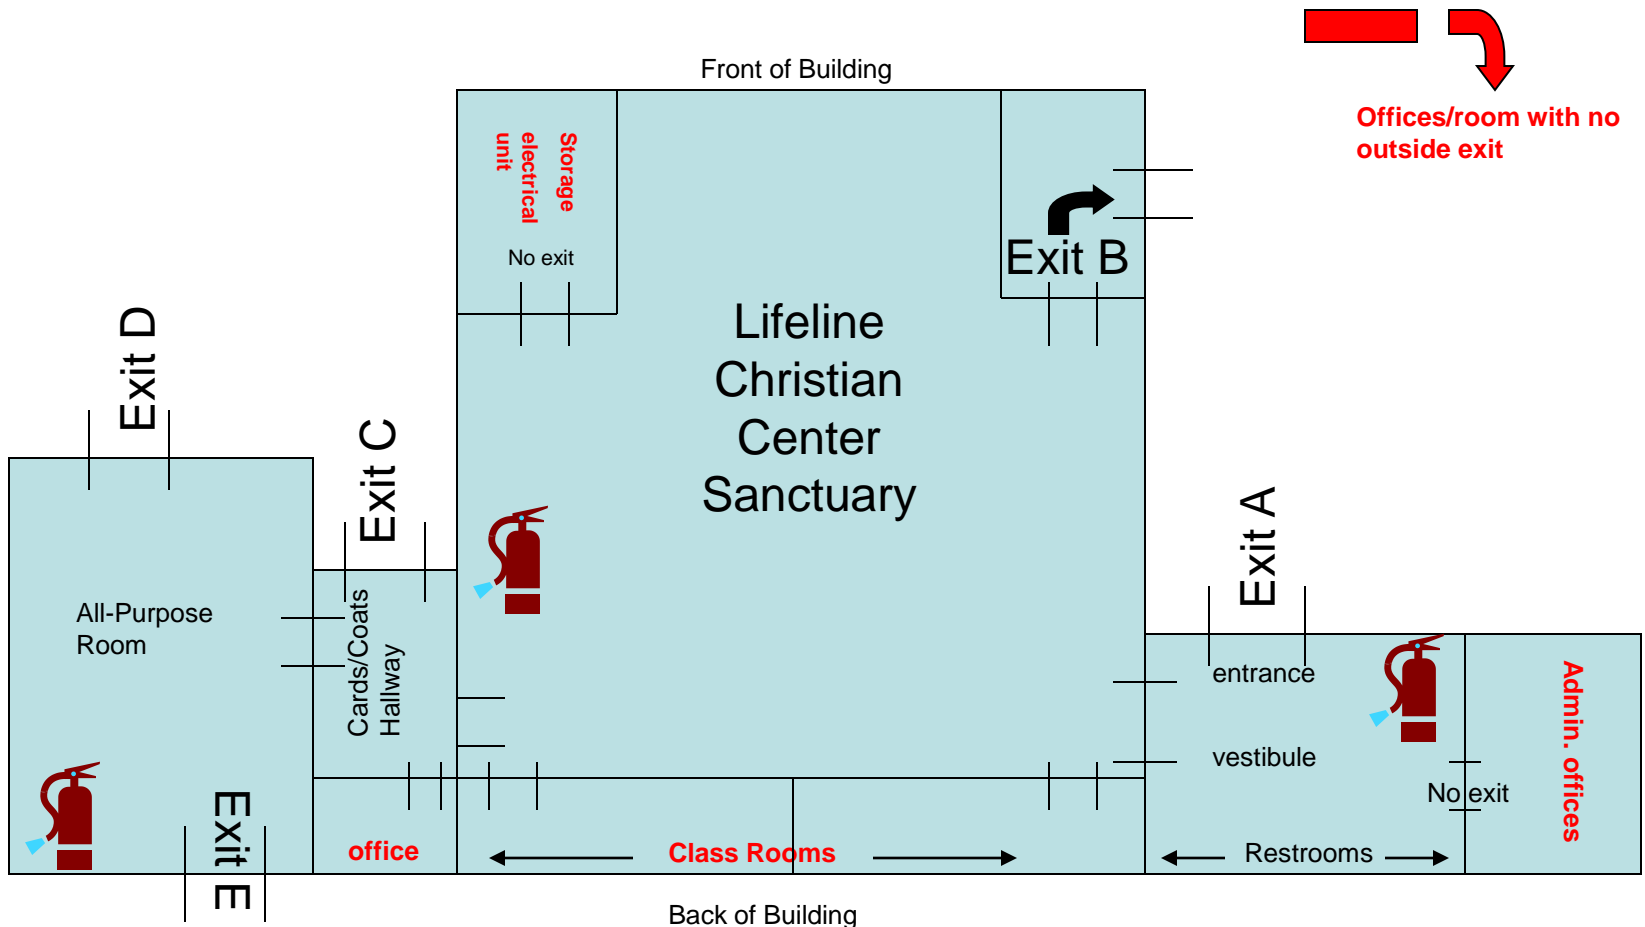 Front of Building
Offices/room with no
outside exit
Storage
electrical
unit
No exit
Exit B
Lifeline
Christian
Center
Sanctuary
Exit D
Exit C
Exit A
All-Purpose
Room
Cards/Coats
Hallway
entrance
vestibule
Admin. offices
No exit
Exit E
office
Class Rooms
Restrooms
Back of Building